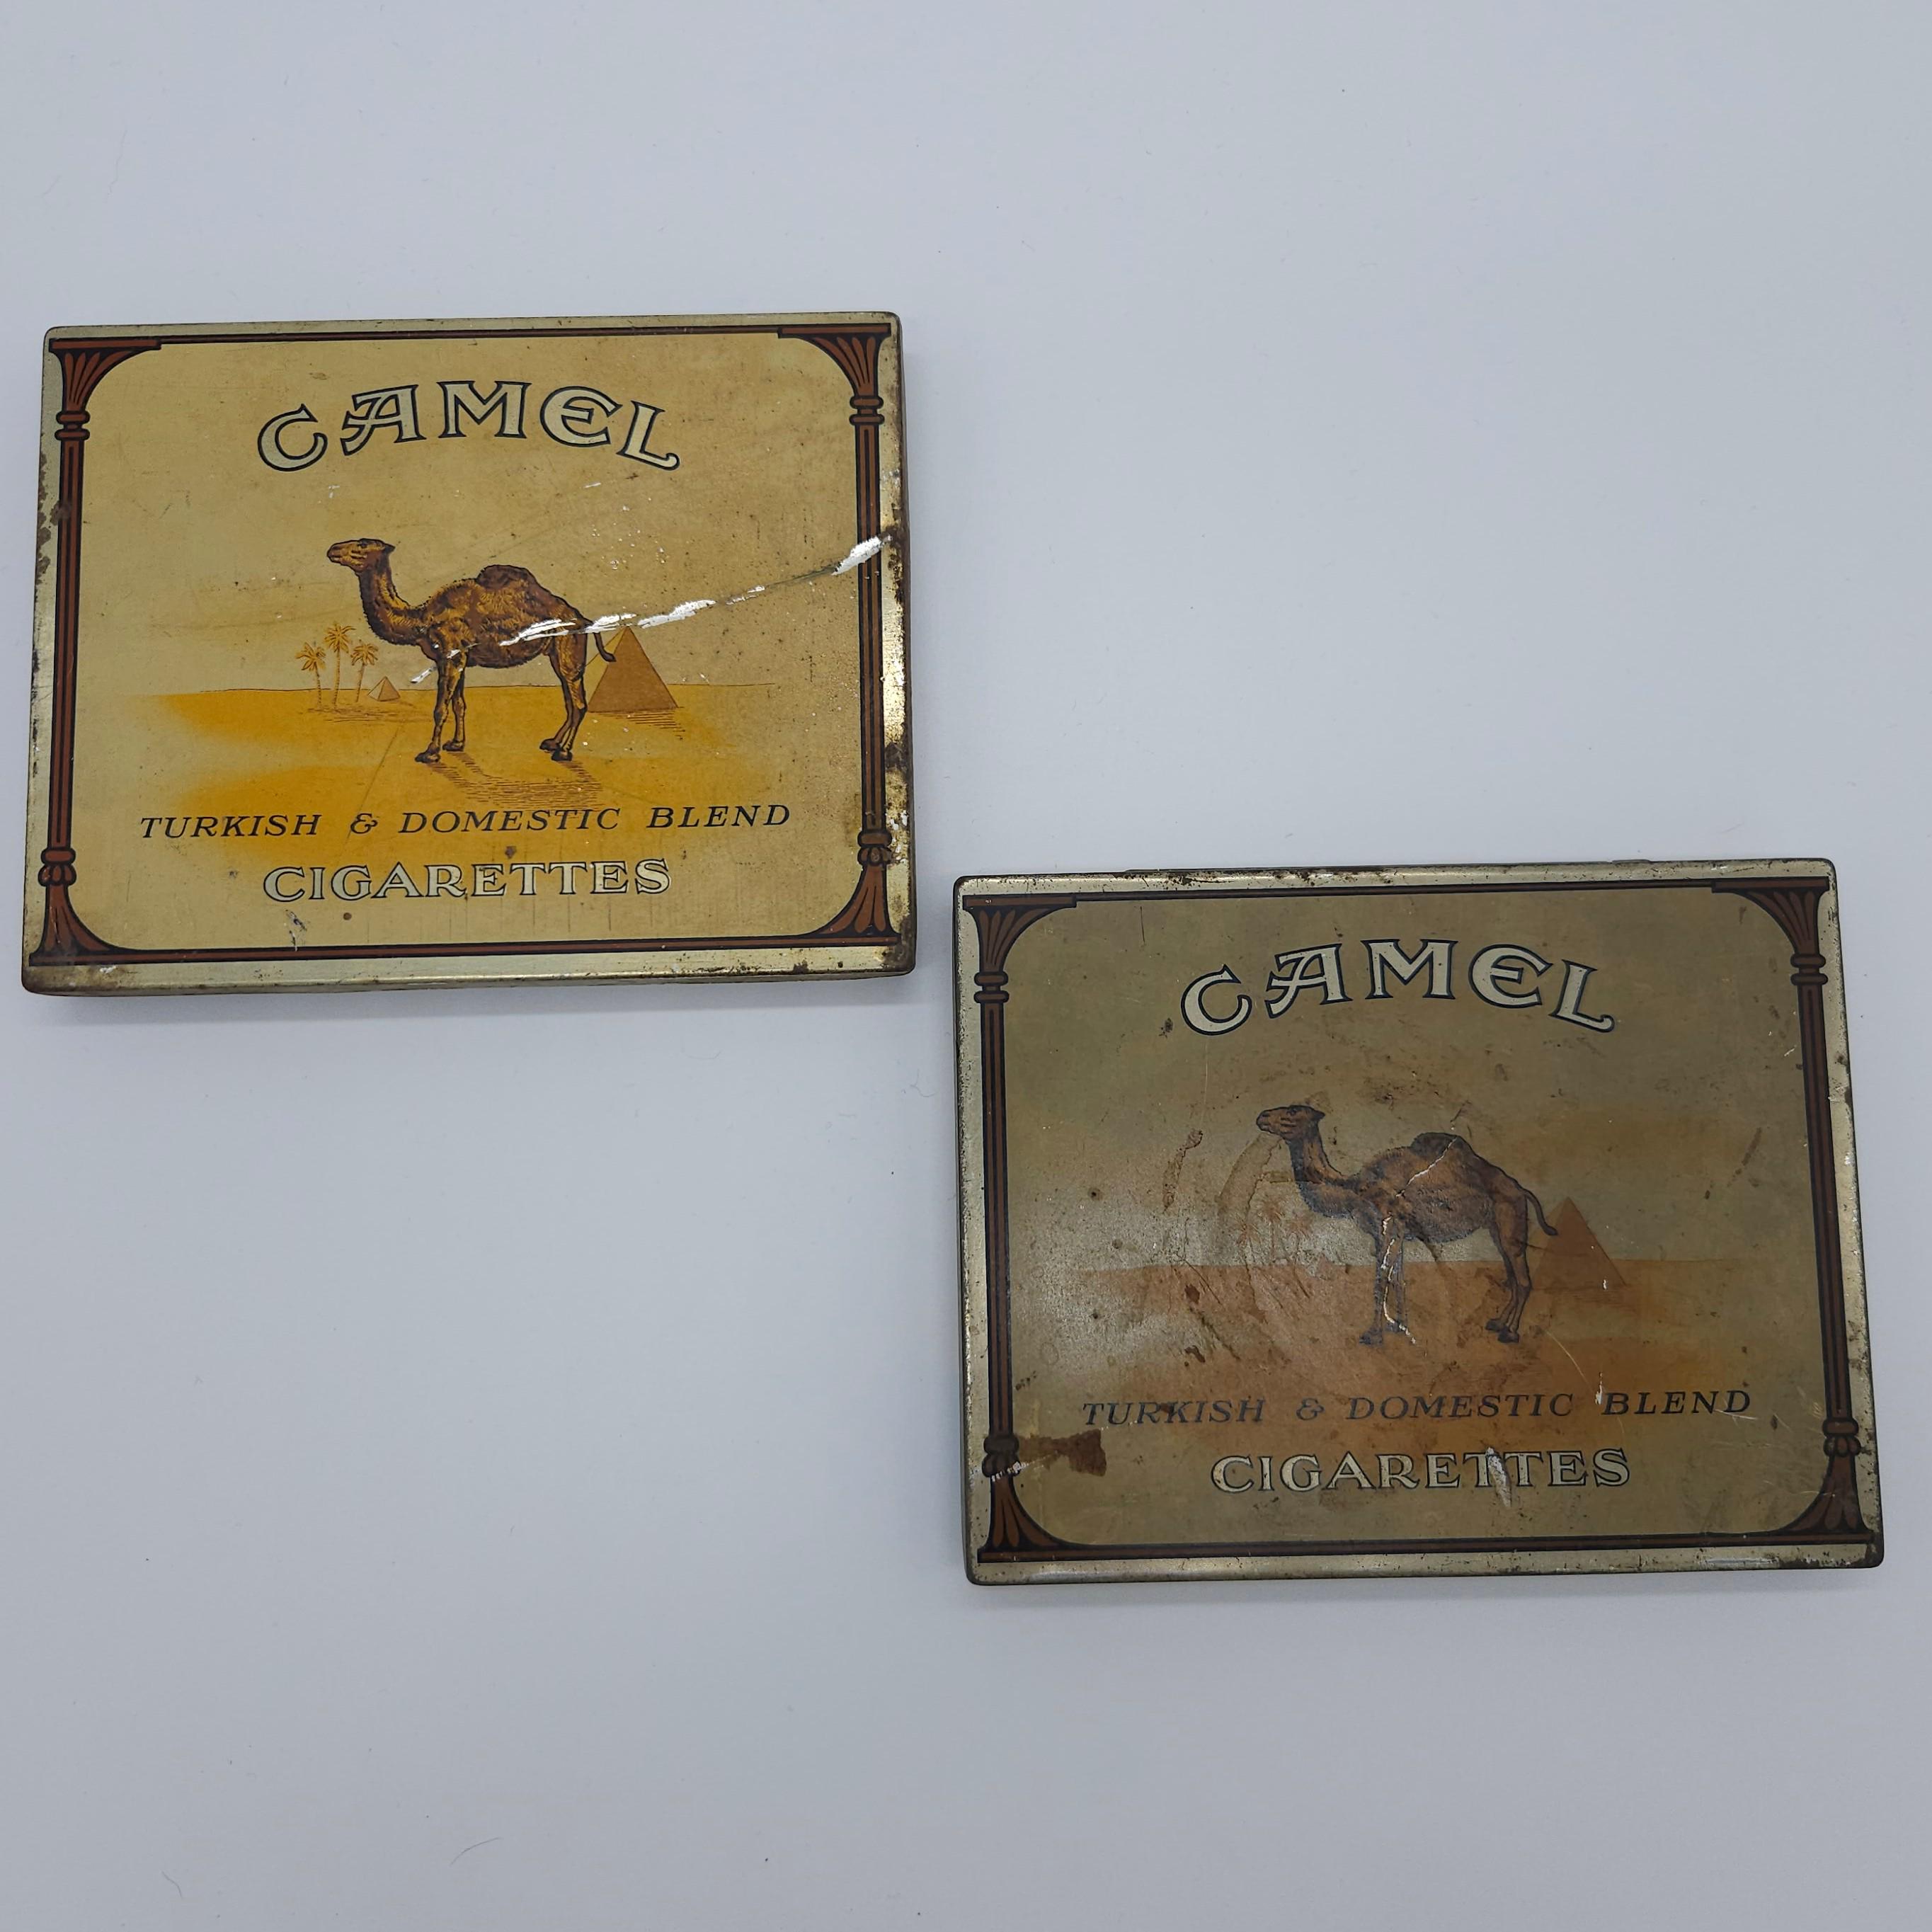 CAMEL
TURKISH & DOMESTIC BLEND
CIGARETTES
CAMEL
TURKISH & DOMESTIC BLEND
CIGARETTES